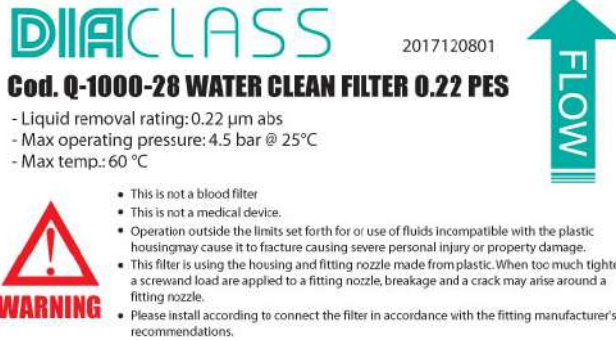 DIACLASS
2017120801
FLOW
Cod. Q-1000-28 WATER CLEAN FILTER 0.22 PES
- Liquid removal rating: 0.22 μm abs
- Max operating pressure: 4.5 bar @ 25°C
- Max temp.: 60 °C
WARNING
• This is not a blood filter
• This is not a medical device.
• Operation outside the limits set forth for or use of fluids incompatible with the plastic
housingmay cause it to fracture causing severe personal injury or property damage.
• This filter is using the housing and fitting nozzle made from plastic. When too much tighte
a screwand load are applied to a fitting nozzle, breakage and a crack may arise around a
fitting nozzle.
• Please install according to connect the filter in accordance with the fitting manufacturer's
recommendations.